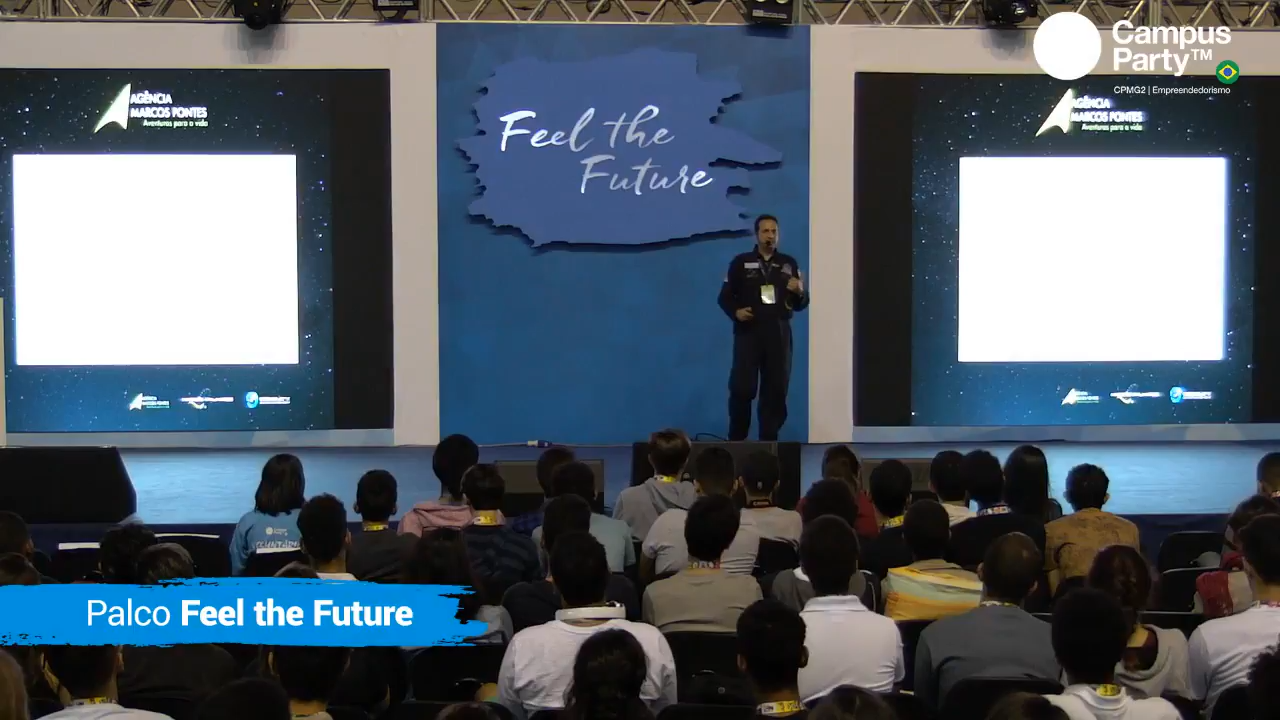 Campus
Party™
CPMG2 | Empreendedorismo
AGÊNCIA
MARCOS PONTES
Aventuras para a vida
Feel the
Future
AGÊNCIA
MARCOS PONTES
Aventuras para a vida
Palco Feel the Future